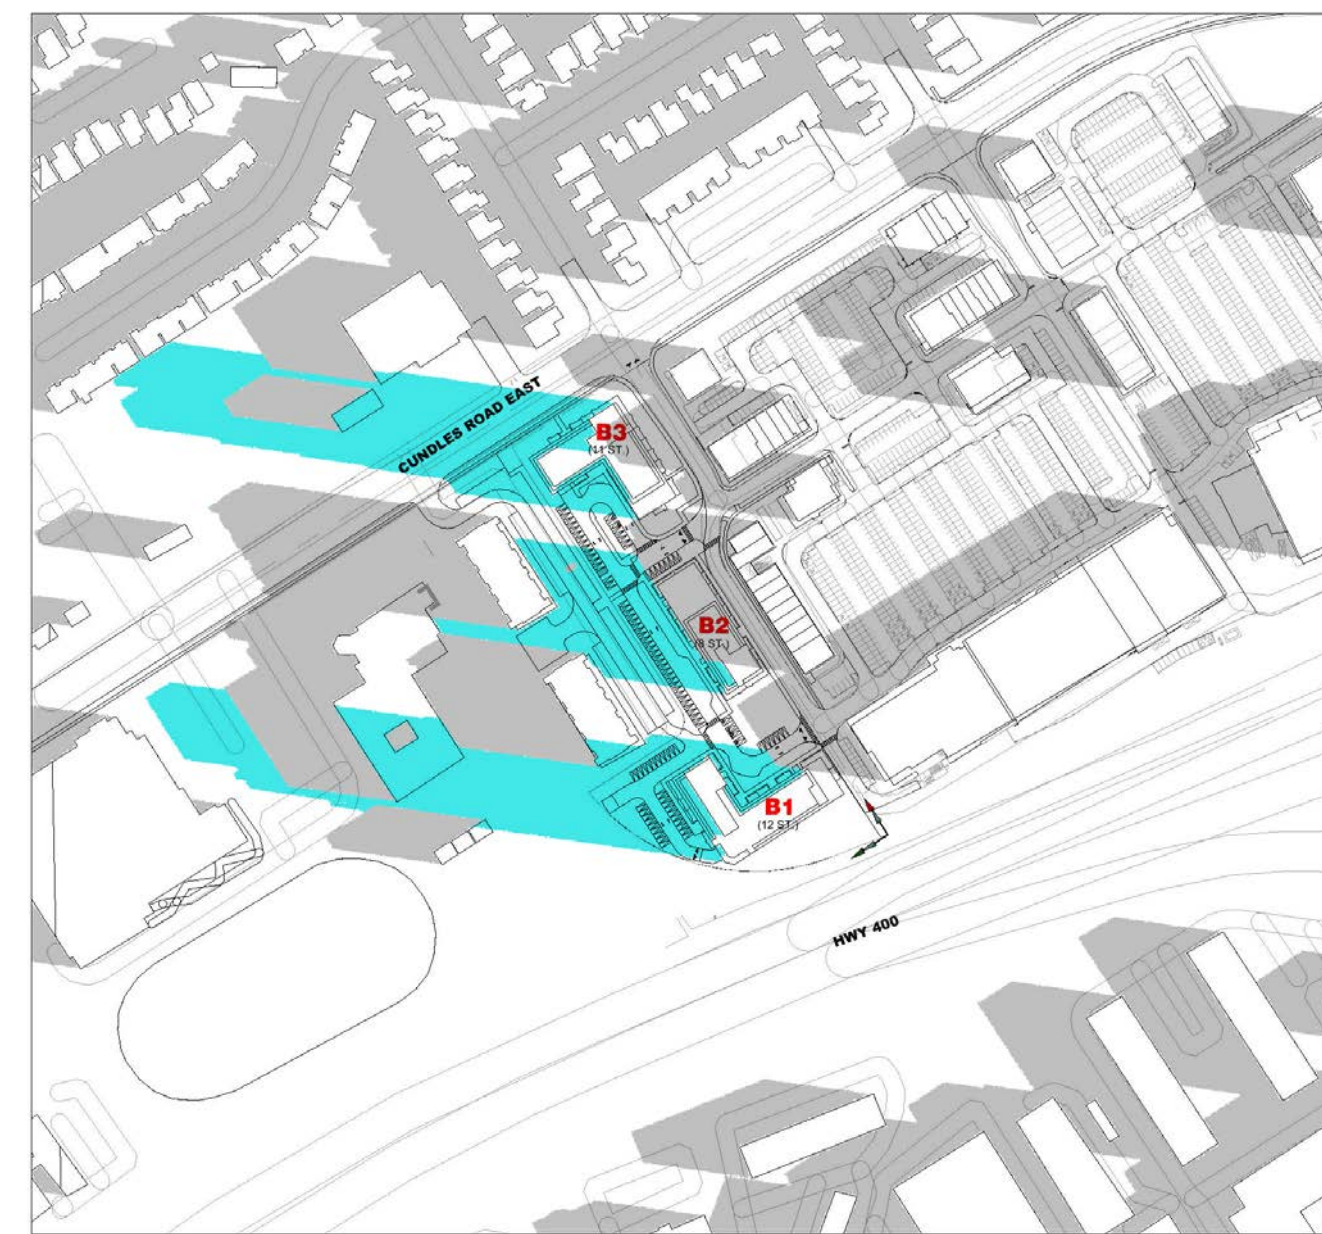 CUNDLES ROAD EAST
B3
(11 ST.)
B2
(8 ST.)
B1
(12 ST.)
HWY 400